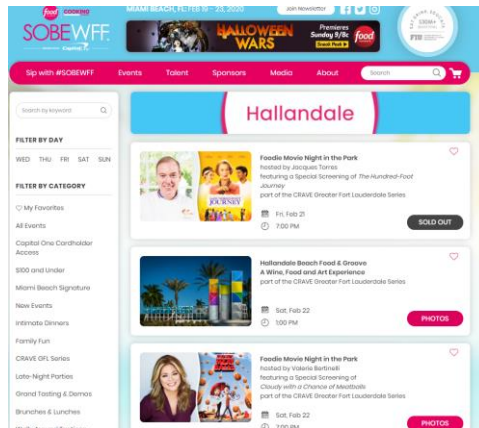 food
COOKING
MIAMI BEACH, FL FEB 19 - 23, 2020
Join Newsletter
SOBEWFF
Capital One
HALLOWEEN
WARS
Premieres
Sunday 9/8c
Sneak Peek
food
FIU
Sip with #SOBEWFF
Events
Talent
Sponsors
Media
About
Search
Search by keyword
FILTER BY DAY
WED THU FRI SAT SUN
FILTER BY CATEGORY
My Favorites
All Events
Capital One Cardholder
Access
$100 and Under
Miami Beach Signature
New Events
Intimate Dinners
Family Fun
CRAVE GFL Series
Late-Night Parties
Grand Tasting & Demos
Brunches & Lunches
Hallandale
JOURNEY
Foodie Movie Night in the Park
hosted by Jacques Torres
featuring a Special Screening of The Hundred-Foot
Journey
part of the CRAVE Greater Fort Lauderdale Series
Fri, Feb 21
7:00 PM
SOLD OUT
Hallandale Beach Food & Groove
A Wine, Food and Art Experience
part of the CRAVE Greater Fort Lauderdale Series
Sat, Feb 22
1:00 PM
PHOTOS
Foodie Movie Night in the Park
hosted by Valerie Bertinelli
featuring a Special Screening of
Cloudy with a Chance of Meatballs
part of the CRAVE Greater Fort Lauderdale Series
Sat, Feb 22
7:00 PM
PHOTOS